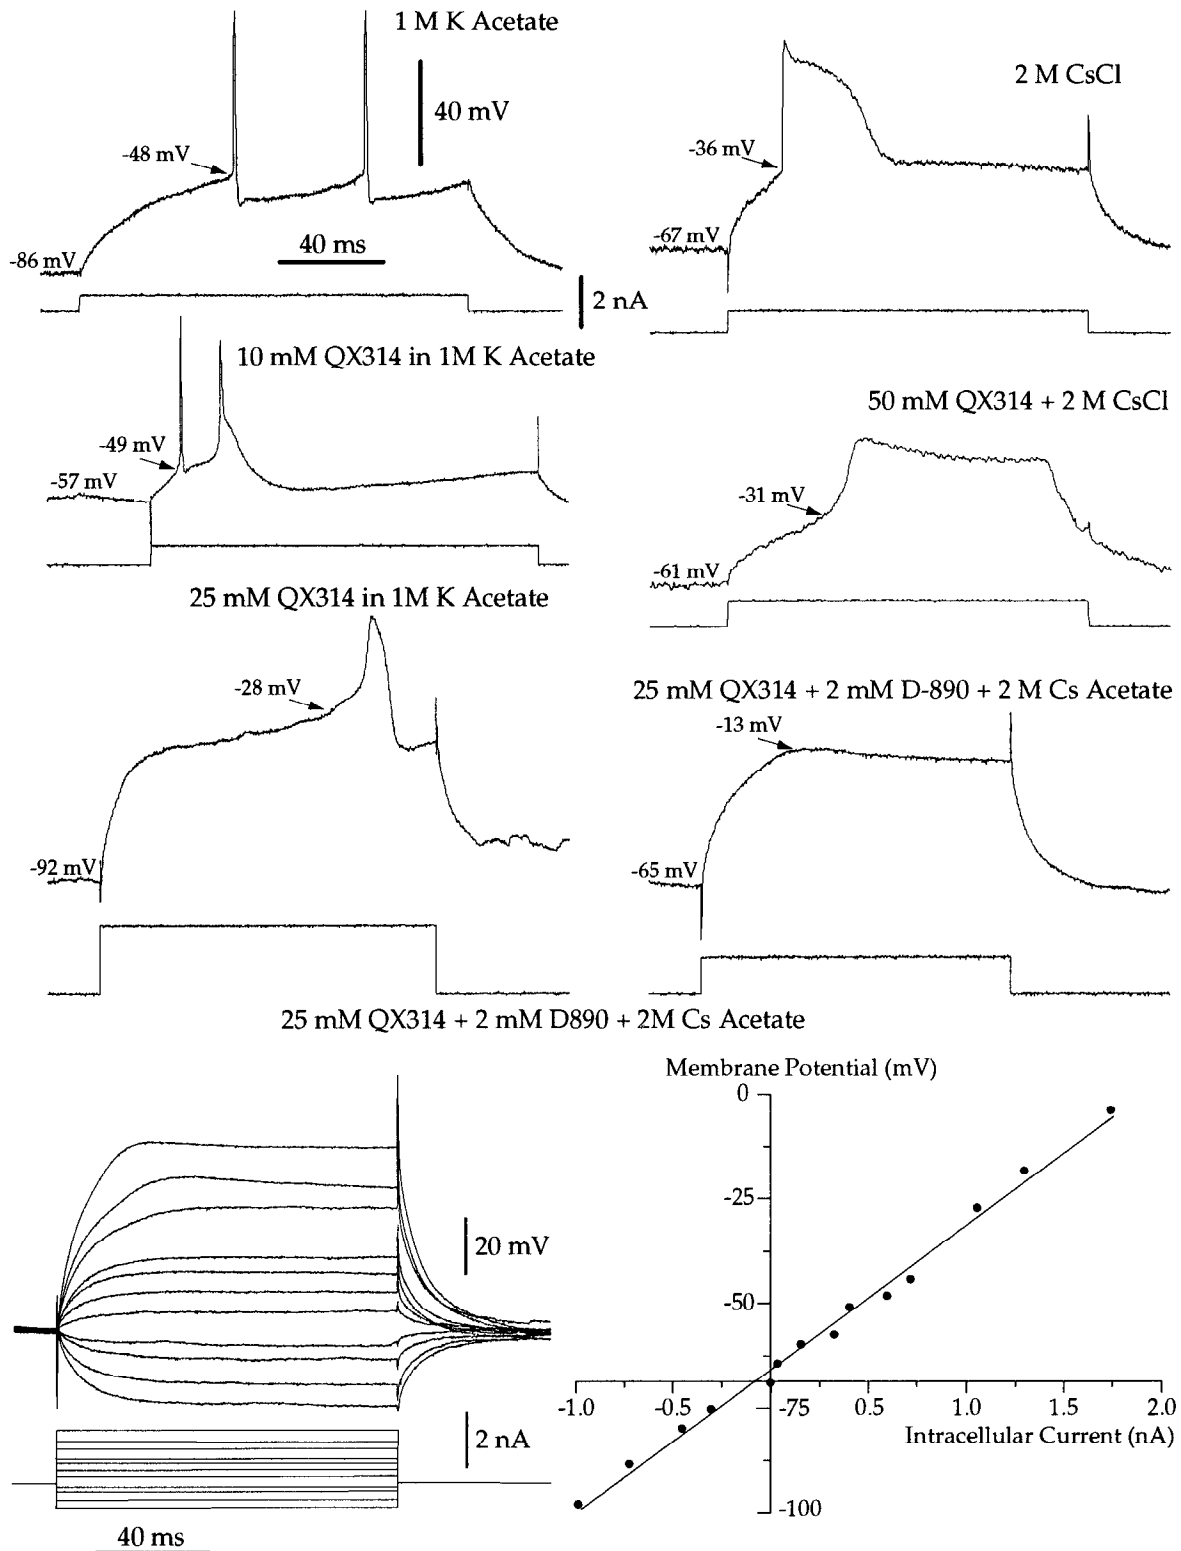 1 M K Acetate
40 mV
-48 mV
40 ms
-86 mV
2 nA
2 M CsCl
-36 mV
-67 mV
10 mM QX314 in 1M K Acetate
-49 mV
-57 mV
50 mM QX314 + 2 M CsCl
-31 mV
-61 mV
25 mM QX314 in 1M K Acetate
-28 mV
-92 mV
25 mM QX314 + 2 mM D-890 + 2 M Cs Acetate
-13 mV
-65 mV
25 mM QX314 + 2 mM D890 + 2M Cs Acetate
20 mV
2 nA
40 ms
Membrane Potential (mV)
0
-25
-50
-1.0 -0.5 -75 0.5 1.0 1.5 2.0
Intracellular Current (nA)
-100